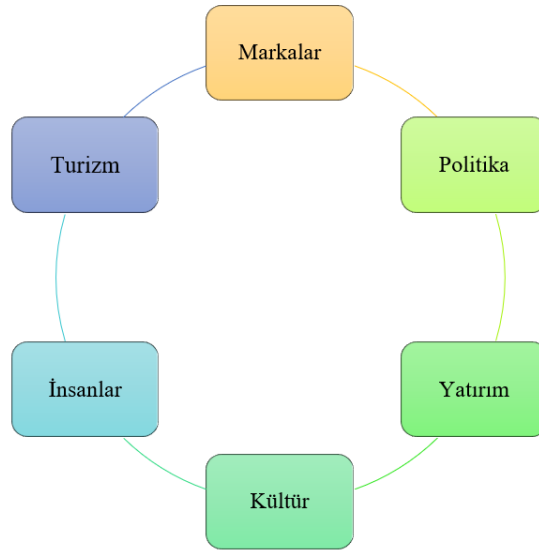 Markalar
Politika
Yatırım
Kültür
İnsanlar
Turizm